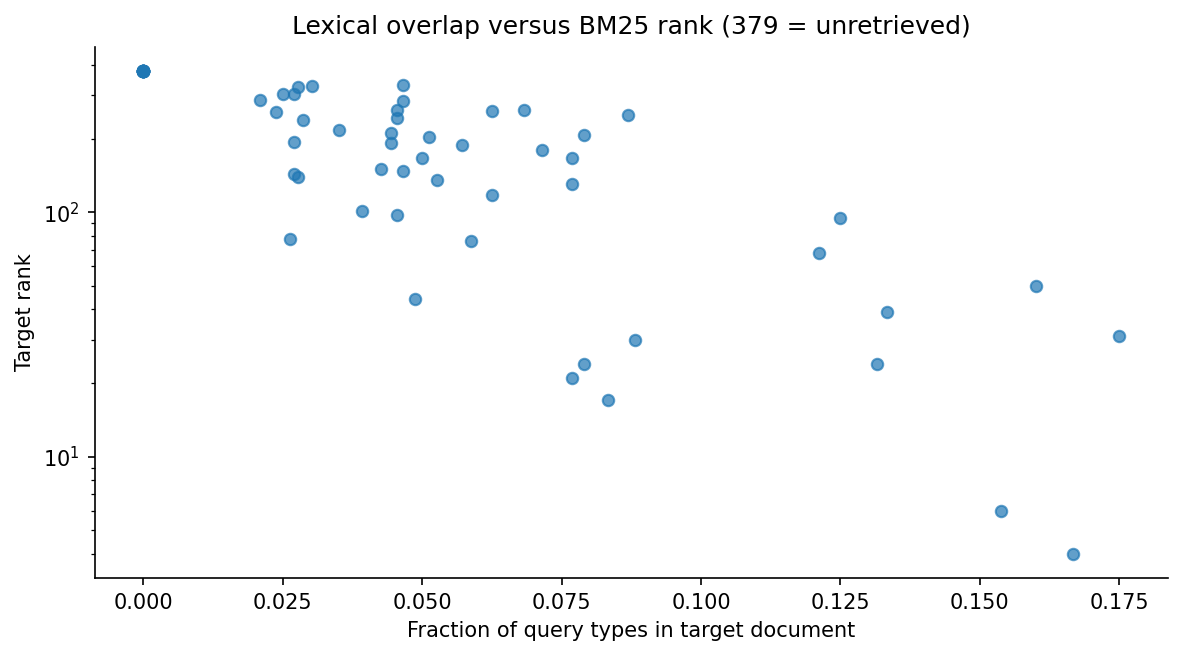 Lexical overlap versus BM25 rank (379 = unretrieved)
Target rank
10²
10¹
0.000 0.025 0.050 0.075 0.100 0.125 0.150 0.175
Fraction of query types in target document